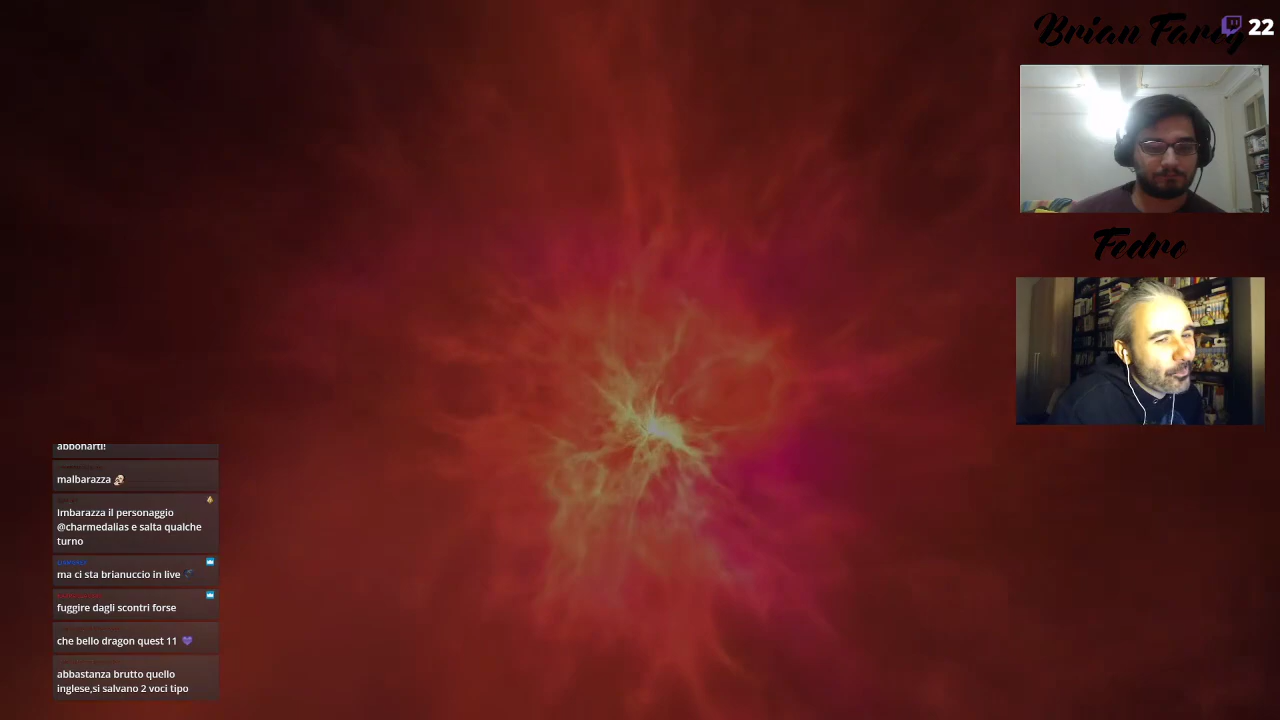 Brian Farey
22
Fedro
abbonarti!
malbarazza
Imbarazza il personaggio
@charmedalias e salta qualche
turno
ma ci sta brianuccio in live
fuggire dagli scontri forse
che bello dragon quest 11
abbastanza brutto quello
inglese,si salvano 2 voci tipo